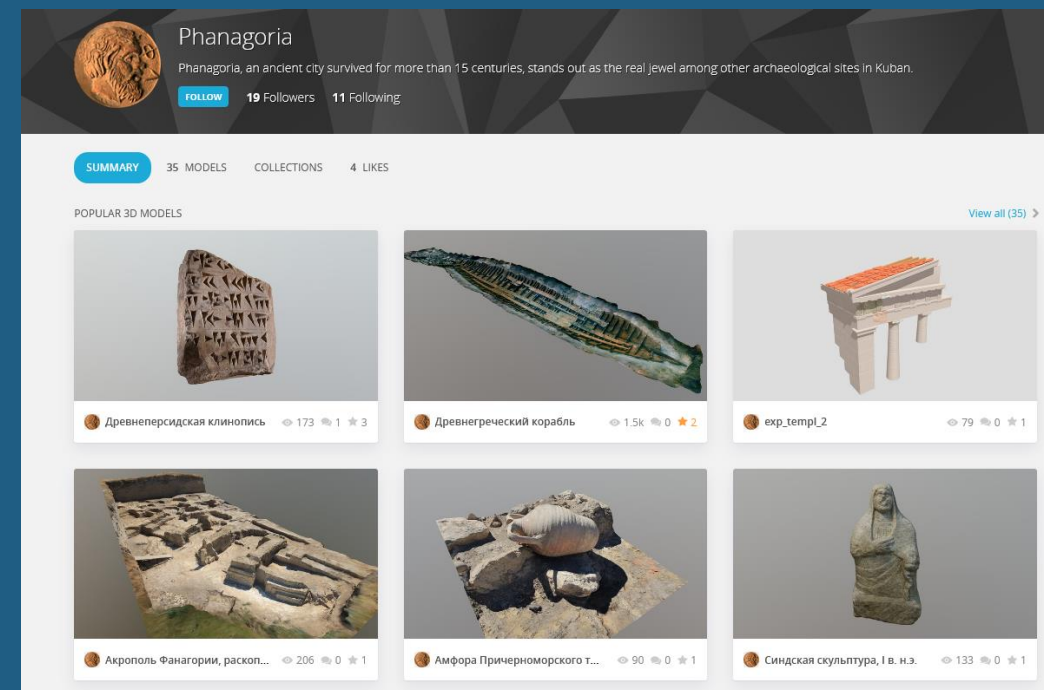 Phanagoria
Phanagoria, an ancient city survived for more than 15 centuries, stands out as the real jewel among other archaeological sites in Kuban.
FOLLOW 19 Followers 11 Following
SUMMARY 35 MODELS COLLECTIONS 4 LIKES
POPULAR 3D MODELS View all (35)
Древнеперсидская клинопись 173 1 3
Древнегреческий корабль 1.5k 0 2
exp_templ_2 79 0 1
Акрополь Фанагории, раскоп... 206 0 1
Амфора Причерноморского т... 90 0 1
Синдская скульптура, I в. н.э. 133 0 1